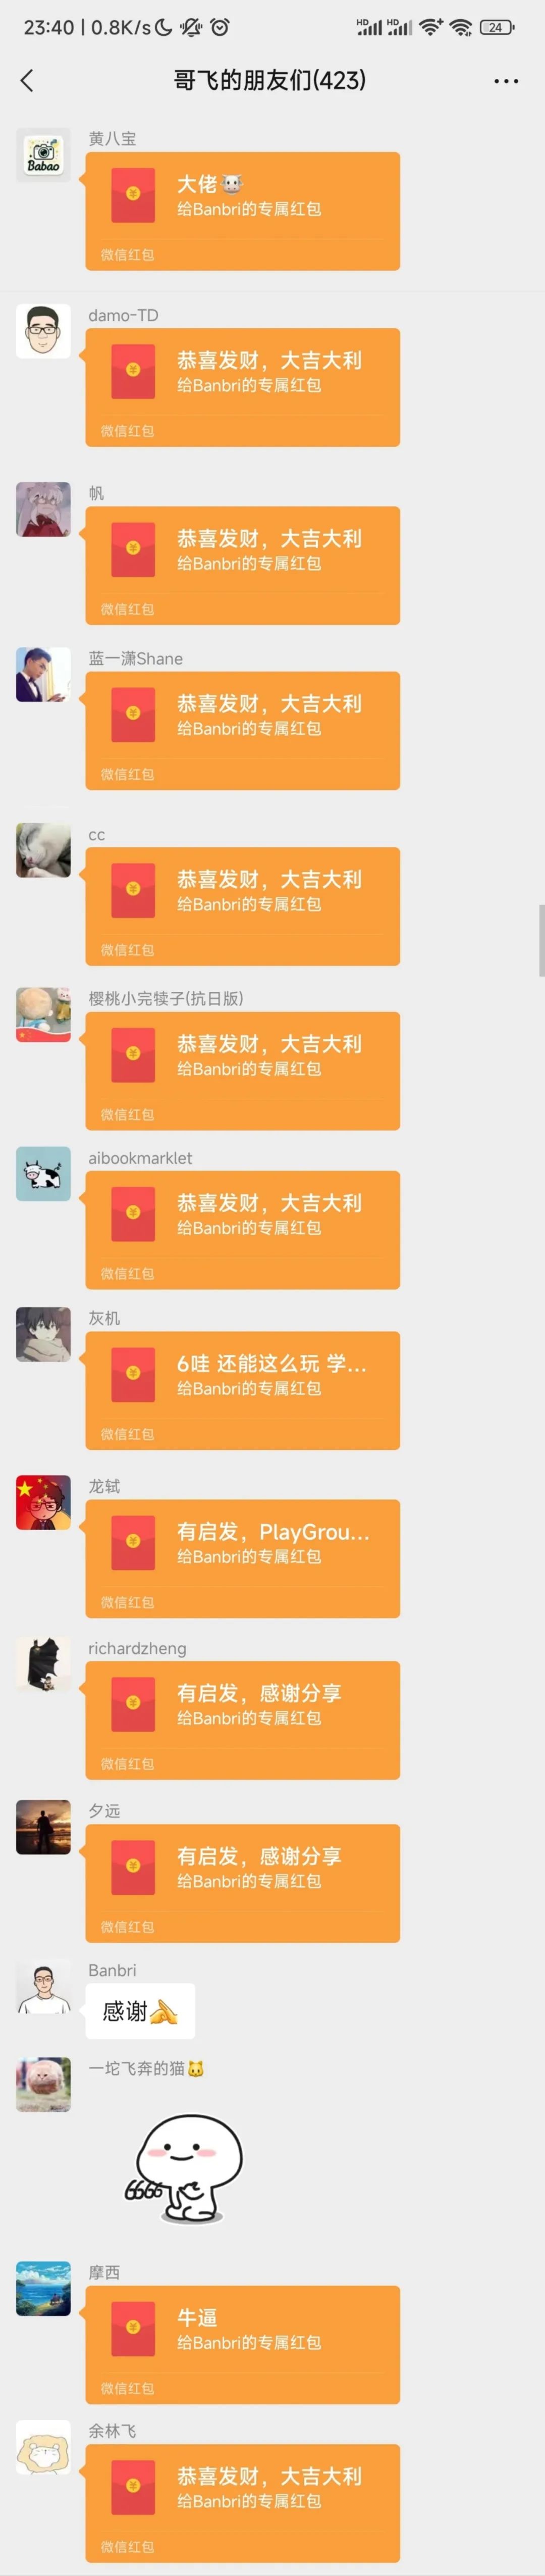 23:40 | 0.8K/s
HD HD 24
哥飞的朋友们(423)
黄八宝
Babao
大佬🐮
给Banbri的专属红包
微信红包
damo-TD
恭喜发财，大吉大利
给Banbri的专属红包
微信红包
帆
恭喜发财，大吉大利
给Banbri的专属红包
微信红包
蓝一潇Shane
恭喜发财，大吉大利
给Banbri的专属红包
微信红包
cc
恭喜发财，大吉大利
给Banbri的专属红包
微信红包
樱桃小完犊子(抗日版)
恭喜发财，大吉大利
给Banbri的专属红包
微信红包
aibookmarklet
恭喜发财，大吉大利
给Banbri的专属红包
微信红包
灰机
6哇 还能这么玩 学...
给Banbri的专属红包
微信红包
龙轼
有启发，PlayGrou...
给Banbri的专属红包
微信红包
richardzheng
有启发，感谢分享
给Banbri的专属红包
微信红包
夕远
有启发，感谢分享
给Banbri的专属红包
微信红包
Banbri
感谢🙏
一坨飞奔的猫🐱
6666
摩西
牛逼
给Banbri的专属红包
微信红包
余林飞
恭喜发财，大吉大利
给Banbri的专属红包
微信红包